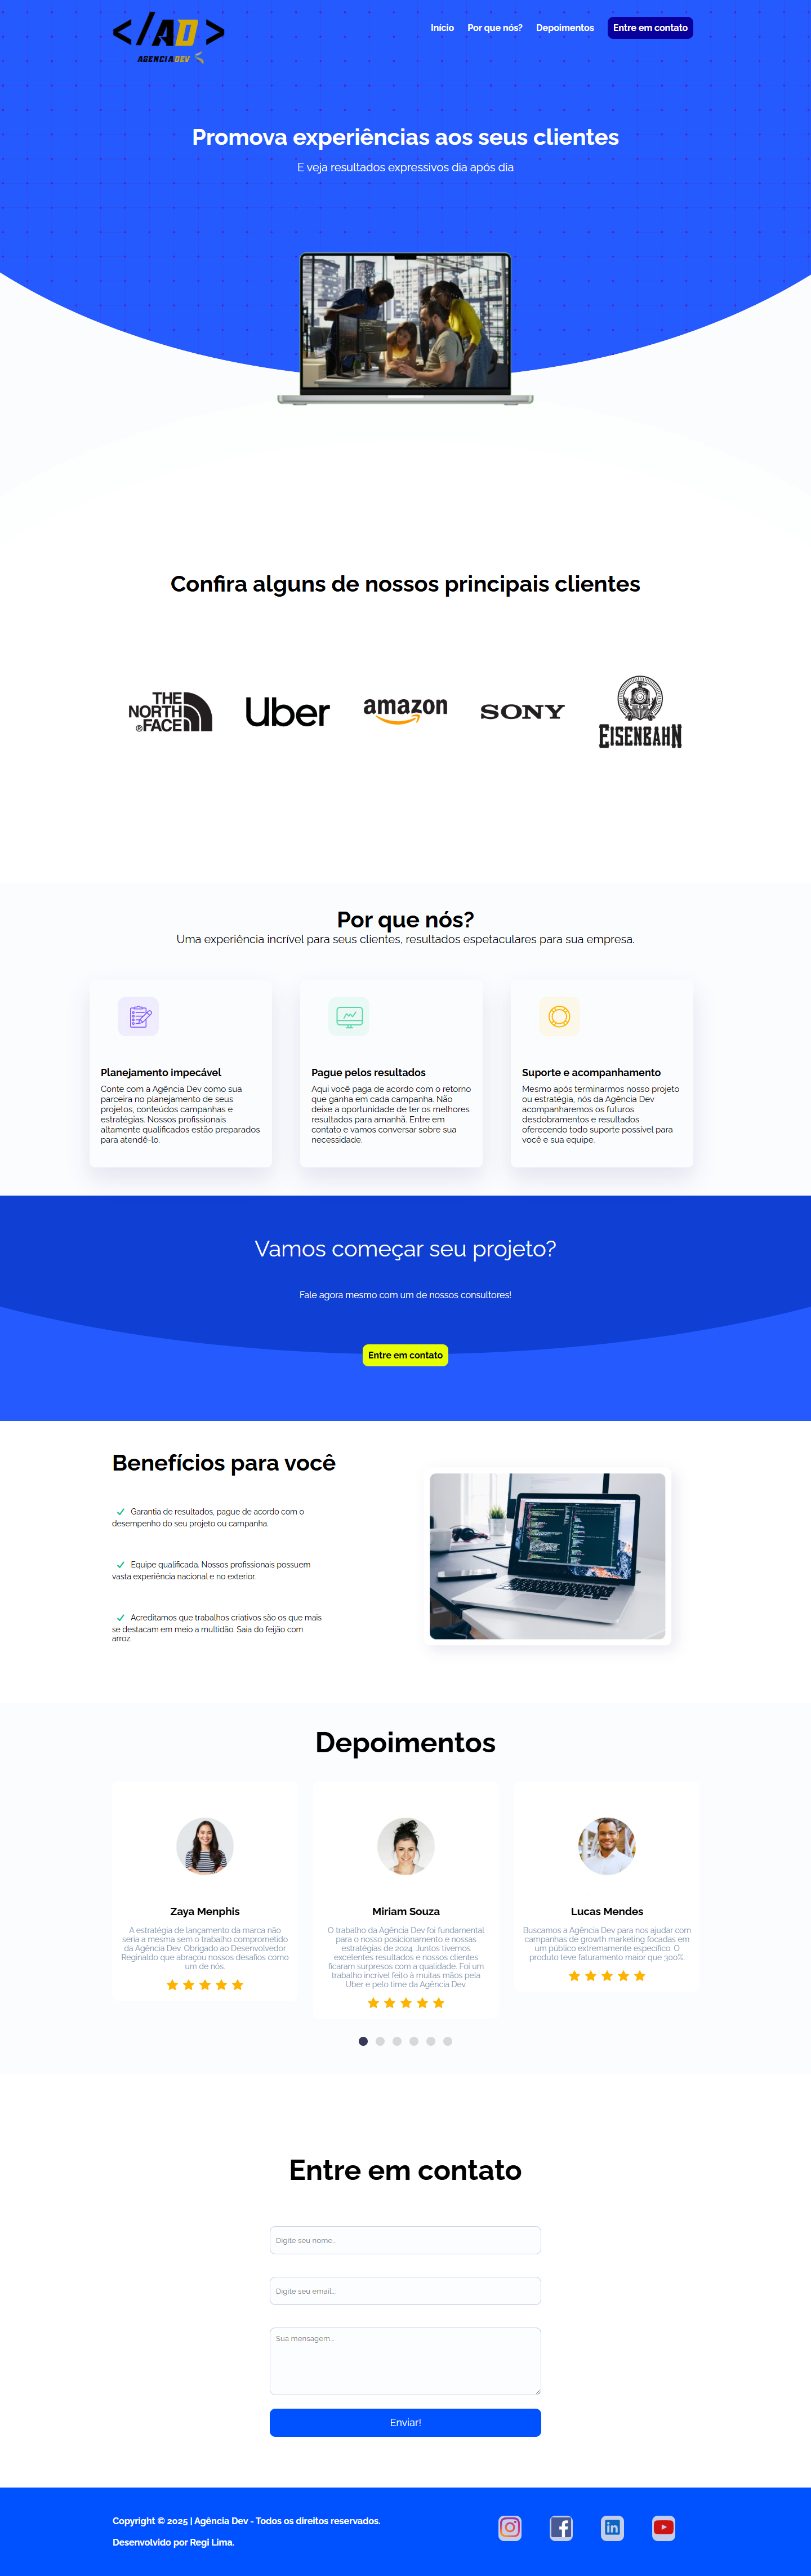 </AD>
AGENCIADEV
Início Por que nós? Depoimentos Entre em contato
Promova experiências aos seus clientes
E veja resultados expressivos dia após dia
Confira alguns de nossos principais clientes
THE
NORTH
FACE®
Uber
amazon
SONY
EISENBAHN
Por que nós?
Uma experiência incrível para seus clientes, resultados espetaculares para sua empresa.
Planejamento impecável
Conte com a Agência Dev como sua
parceira no planejamento de seus
projetos, conteúdos campanhas e
estratégias. Nossos profissionais
altamente qualificados estão preparados
para atendê-lo.
Pague pelos resultados
Aqui você paga de acordo com o retorno
que ganha em cada campanha. Não
deixe a oportunidade de ter os melhores
resultados para amanhã. Entre em
contato e vamos conversar sobre sua
necessidade.
Suporte e acompanhamento
Mesmo após terminarmos nosso projeto
ou estratégia, nós da Agência Dev
acompanharemos os futuros
desdobramentos e resultados
oferecendo todo suporte possível para
você e sua equipe.
Vamos começar seu projeto?
Fale agora mesmo com um de nossos consultores!
Entre em contato
Benefícios para você
Garantia de resultados, pague de acordo com o
desempenho do seu projeto ou campanha.
Equipe qualificada. Nossos profissionais possuem
vasta experiência nacional e no exterior.
Acreditamos que trabalhos criativos são os que mais
se destacam em meio a multidão. Saia do feijão com
arroz.
Depoimentos
Zaya Menphis
A estratégia de lançamento da marca não
seria a mesma sem o trabalho comprometido
da Agência Dev. Obrigado ao Desenvolvedor
Reginaldo que abraçou nossos desafios como
um de nós.
Miriam Souza
O trabalho da Agência Dev foi fundamental
para o nosso posicionamento e nossas
estratégias de 2024. Juntos tivemos
excelentes resultados e nossos clientes
ficaram surpresos com a qualidade. Foi um
trabalho incrível feito à muitas mãos pela
Uber e pelo time da Agência Dev.
Lucas Mendes
Buscamos a Agência Dev para nos ajudar com
campanhas de growth marketing focadas em
um público extremamente específico. O
produto teve faturamento maior que 300%.
Entre em contato
Digite seu nome...
Digite seu email...
Sua mensagem...
Enviar!
Copyright © 2025 | Agência Dev - Todos os direitos reservados.
Desenvolvido por Regi Lima.